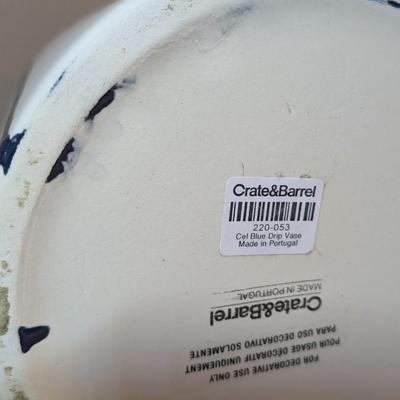 Crate&Barrel
220-053
Cel Blue Drip Vase
Made in Portugal
Crate&Barrel
MADE IN PORTUGAL
FOR DECORATIVE USE ONLY
POUR USAGE DÉCORATIF UNIQUEMENT
PARA USO DECORATIVO SOLAMENTE